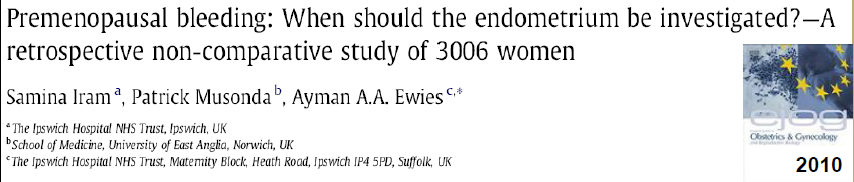 Premenopausal bleeding: When should the endometrium be investigated?—A
retrospective non-comparative study of 3006 women
Samina Iram a, Patrick Musonda b, Ayman A.A. Ewies c,*
a The Ipswich Hospital NHS Trust, Ipswich, UK
b School of Medicine, University of East Anglia, Norwich, UK
c The Ipswich Hospital NHS Trust, Maternity Block, Heath Road, Ipswich IP4 5PD, Suffolk, UK
ejog
Obstetrics & Gynecology
2010